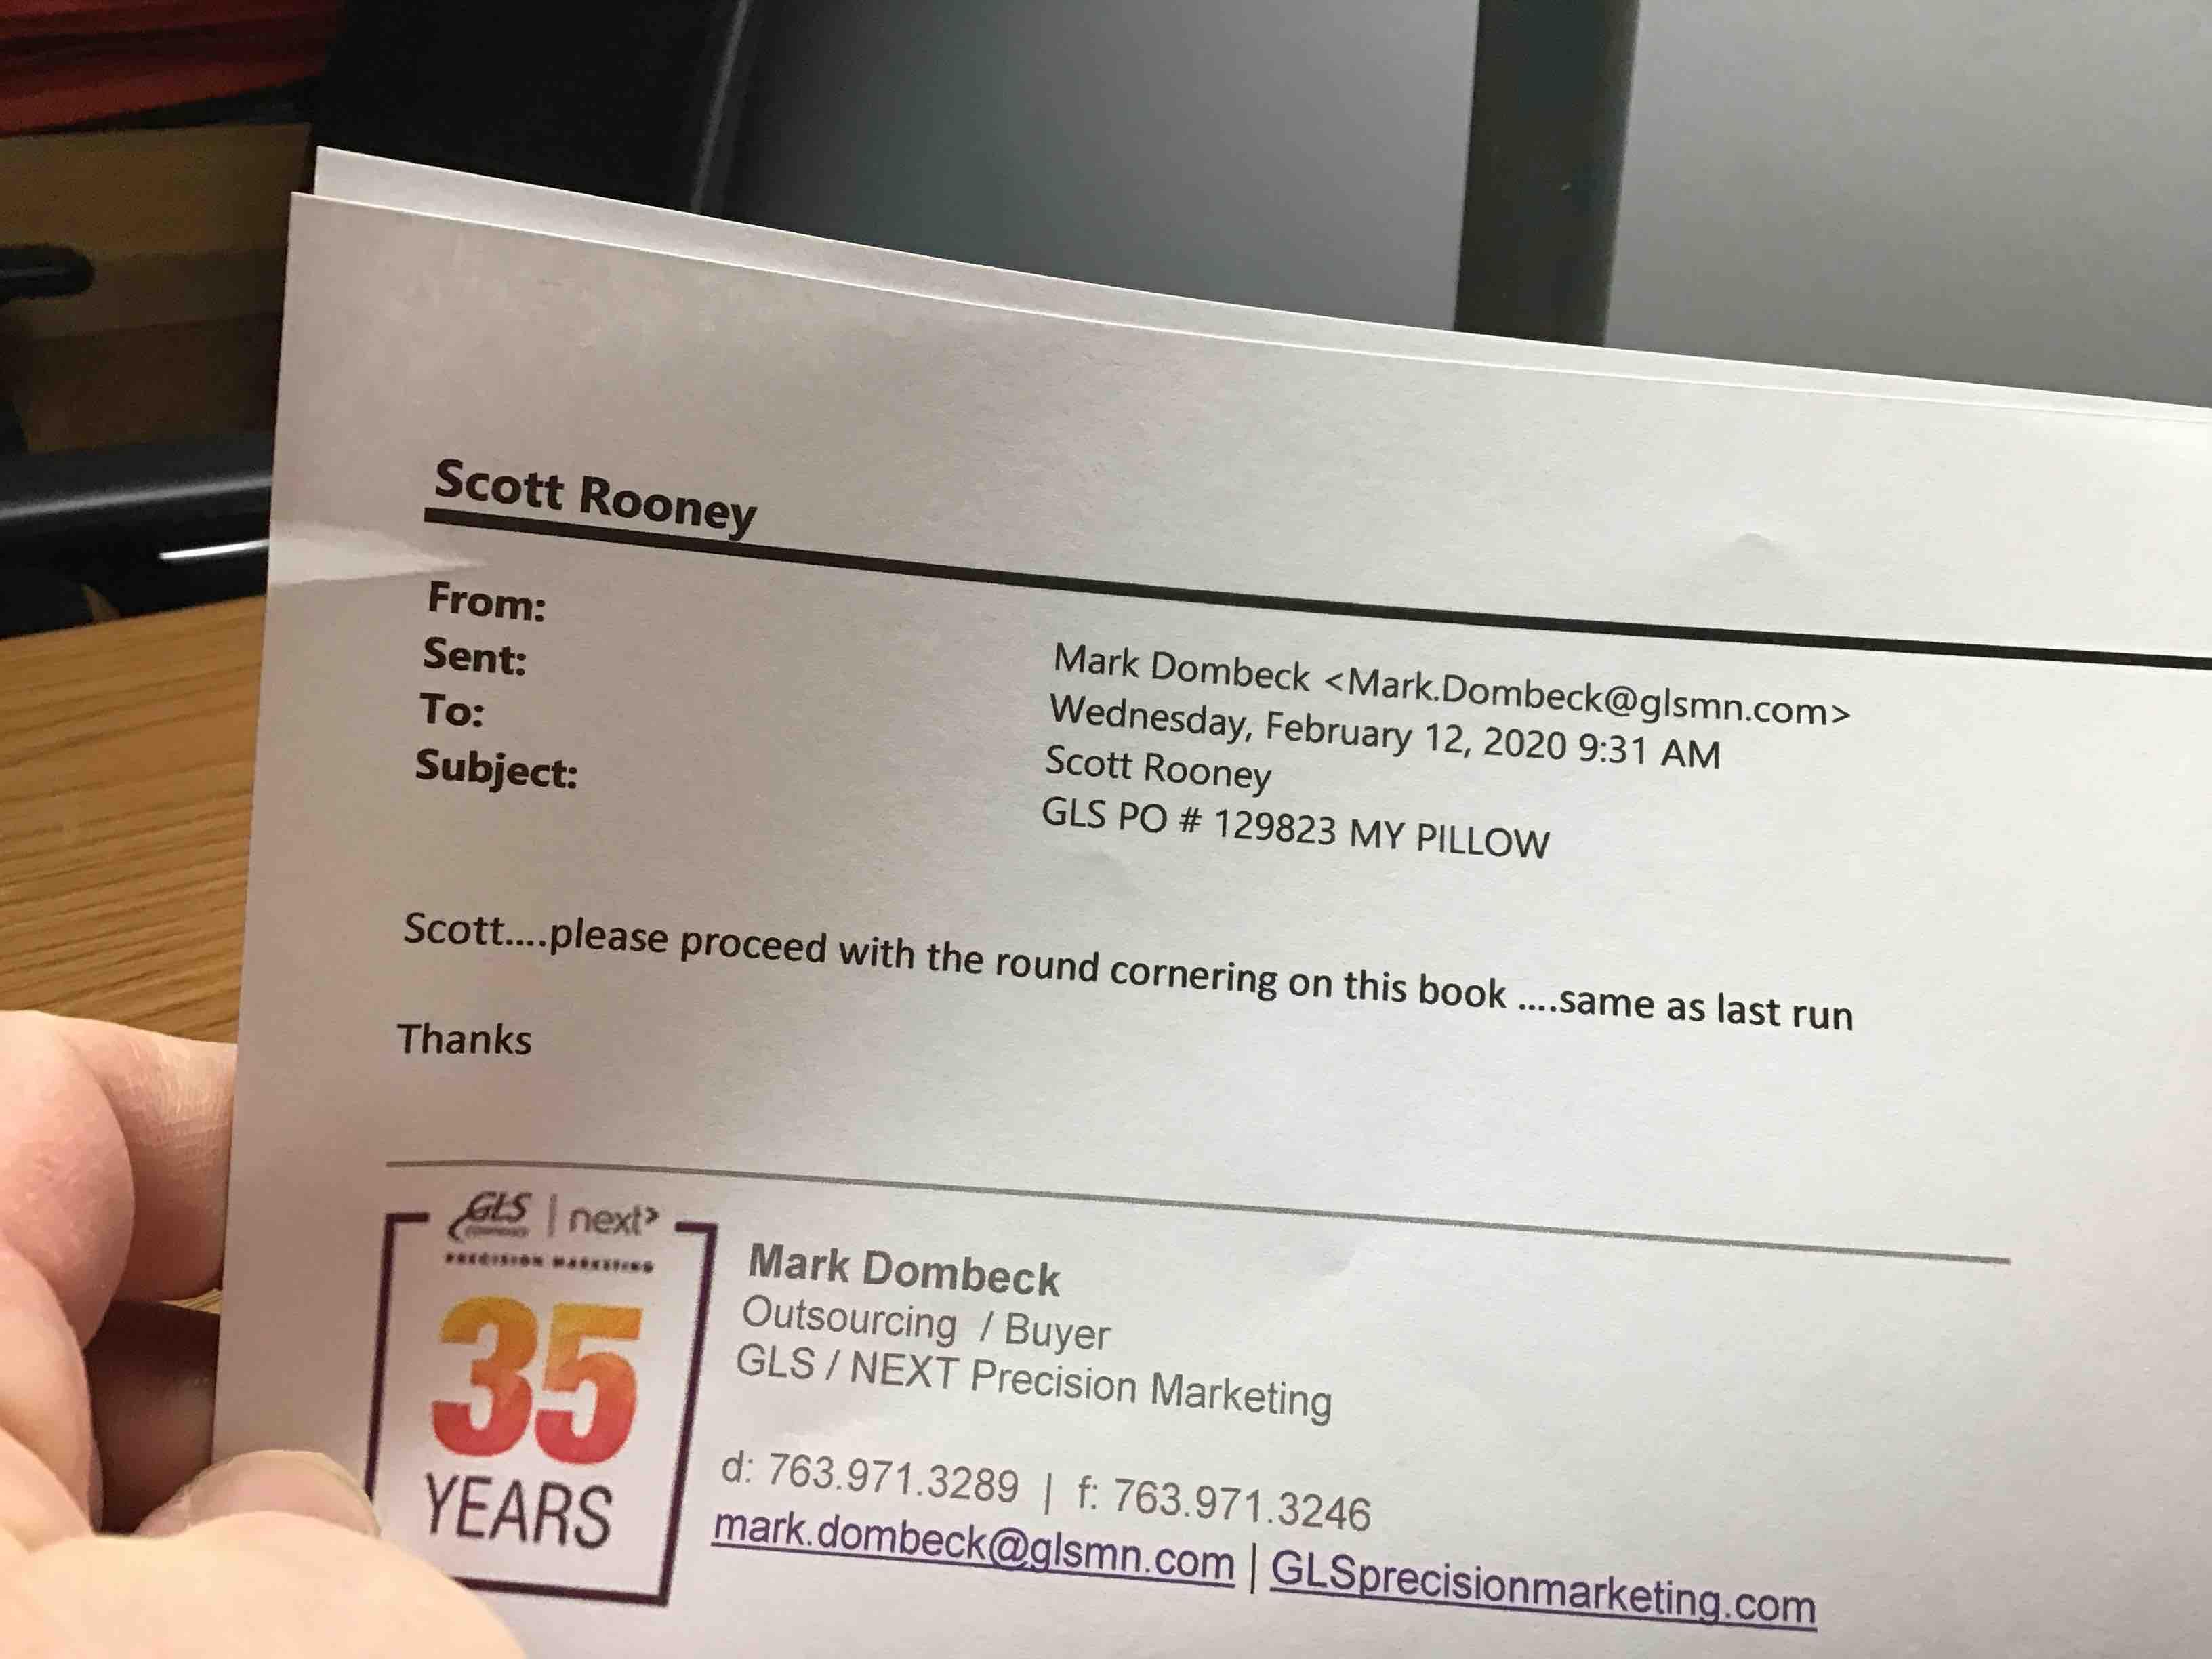 Scott Rooney
From: Mark Dombeck <Mark.Dombeck@glsmn.com>
Sent: Wednesday, February 12, 2020 9:31 AM
To: Scott Rooney
Subject: GLS PO # 129823 MY PILLOW
Scott....please proceed with the round cornering on this book ....same as last run
Thanks
GLS | next>
PRECISION MARKETING
35
YEARS
Mark Dombeck
Outsourcing / Buyer
GLS / NEXT Precision Marketing
d: 763.971.3289 | f: 763.971.3246
mark.dombeck@glsmn.com | GLSprecisionmarketing.com